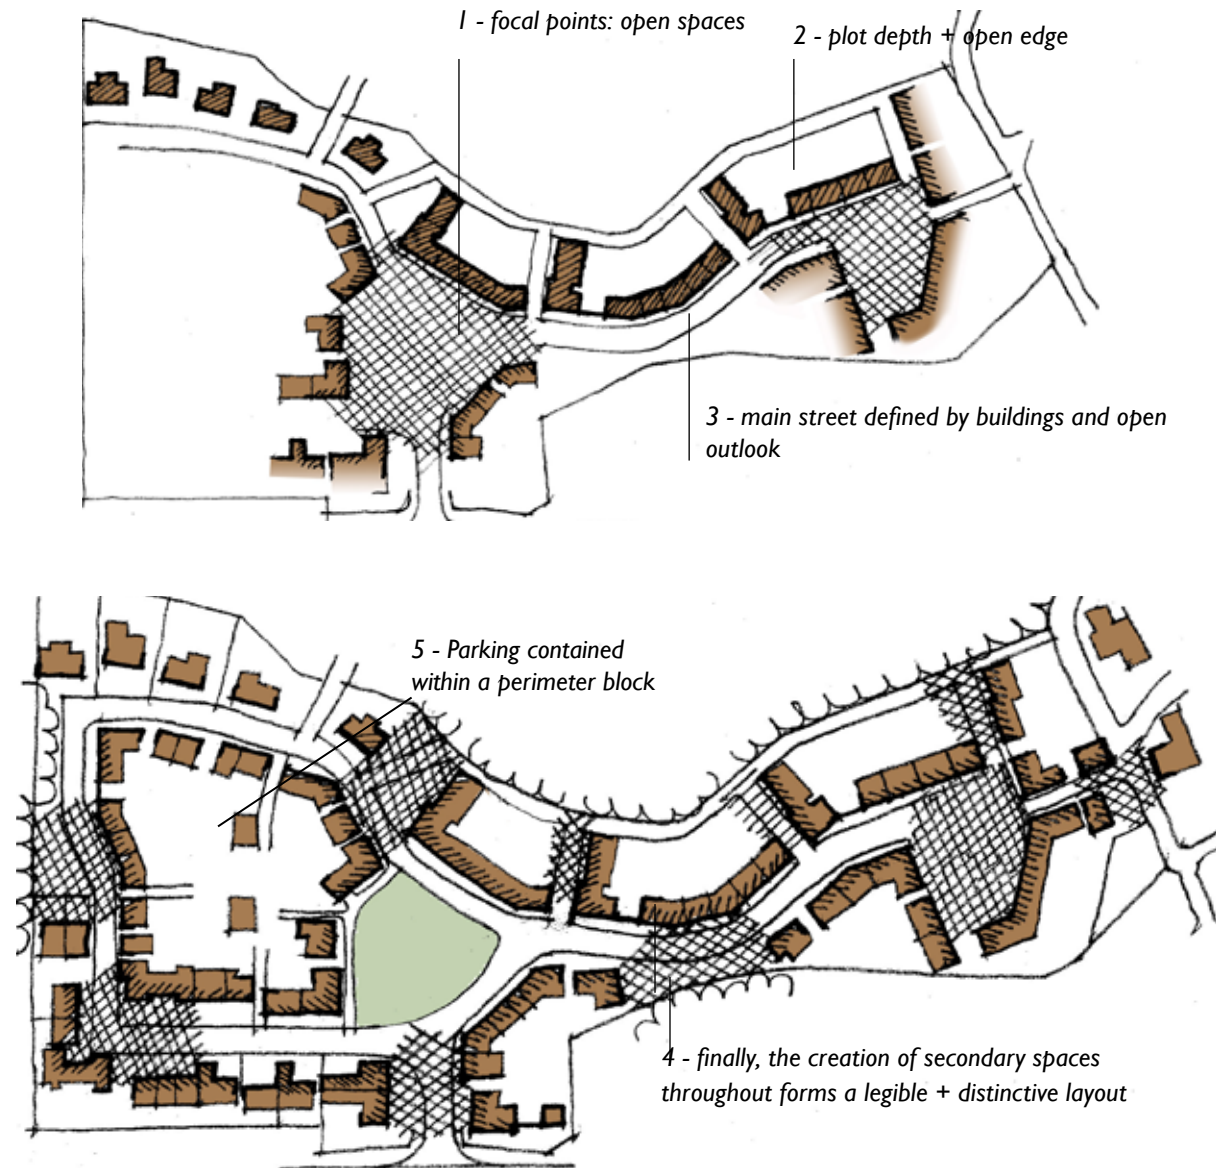 1 - focal points: open spaces
2 - plot depth + open edge
3 - main street defined by buildings and open
outlook
5 - Parking contained
within a perimeter block
4 - finally, the creation of secondary spaces
throughout forms a legible + distinctive layout